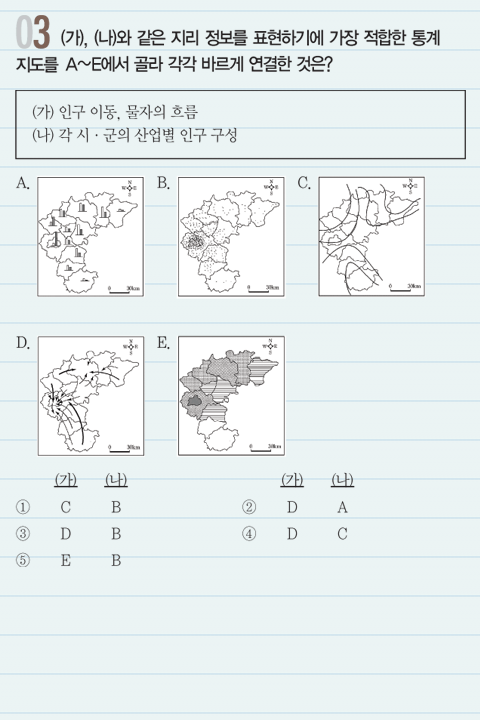 03 (가), (나)와 같은 지리 정보를 표현하기에 가장 적합한 통계
지도를 A～E에서 골라 각각 바르게 연결한 것은?
(가) 인구 이동, 물자의 흐름
(나) 각 시 · 군의 산업별 인구 구성
A. B. C.
N N N
W E W E W E
S S S
0 30km 0 30km 0 30km
D. E.
N N
W E W E
S S
0 30km 0 30km
(가) (나) (가) (나)
① C B ② D A
③ D B ④ D C
⑤ E B